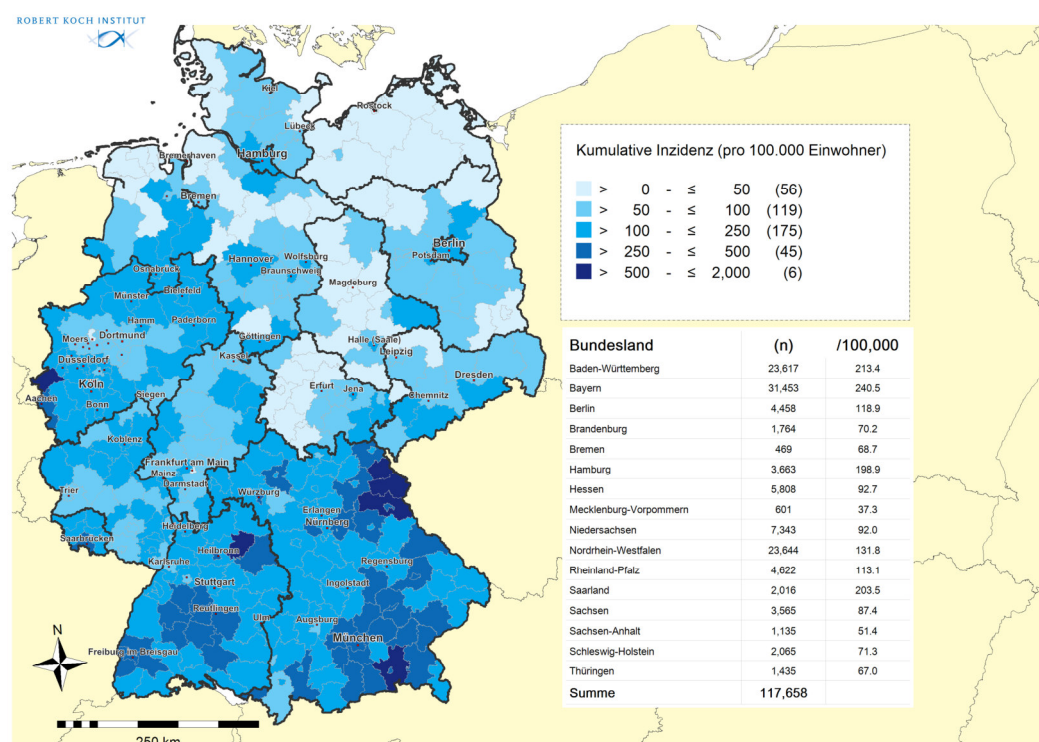 ROBERT KOCH INSTITUT
Kiel
Rostock
Lübeck
Bremerhaven
Hamburg
Bremen
Berlin
Potsdam
Osnabrück
Hannover
Wolfsburg
Braunschweig
Magdeburg
Münster
Bielefeld
Hamm
Paderborn
Göttingen
Halle (Saale)
Leipzig
Moers
Dortmund
Düsseldorf
Kassel
Köln
Dresden
Erfurt
Jena
Chemnitz
Aachen
Siegen
Bonn
Koblenz
Frankfurt am Main
Mainz
Darmstadt
Trier
Würzburg
Erlangen
Nürnberg
Heidelberg
Saarbrücken
Heilbronn
Karlsruhe
Regensburg
Stuttgart
Ingolstadt
Reutlingen
Ulm
Augsburg
München
Freiburg im Breisgau
N
250 km
Kumulative Inzidenz (pro 100.000 Einwohner)
> 0 - ≤ 50 (56)
> 50 - ≤ 100 (119)
> 100 - ≤ 250 (175)
> 250 - ≤ 500 (45)
> 500 - ≤ 2,000 (6)
Bundesland (n) /100,000
Baden-Württemberg 23,617 213.4
Bayern 31,453 240.5
Berlin 4,458 118.9
Brandenburg 1,764 70.2
Bremen 469 68.7
Hamburg 3,663 198.9
Hessen 5,808 92.7
Mecklenburg-Vorpommern 601 37.3
Niedersachsen 7,343 92.0
Nordrhein-Westfalen 23,644 131.8
Rheinland-Pfalz 4,622 113.1
Saarland 2,016 203.5
Sachsen 3,565 87.4
Sachsen-Anhalt 1,135 51.4
Schleswig-Holstein 2,065 71.3
Thüringen 1,435 67.0
Summe 117,658